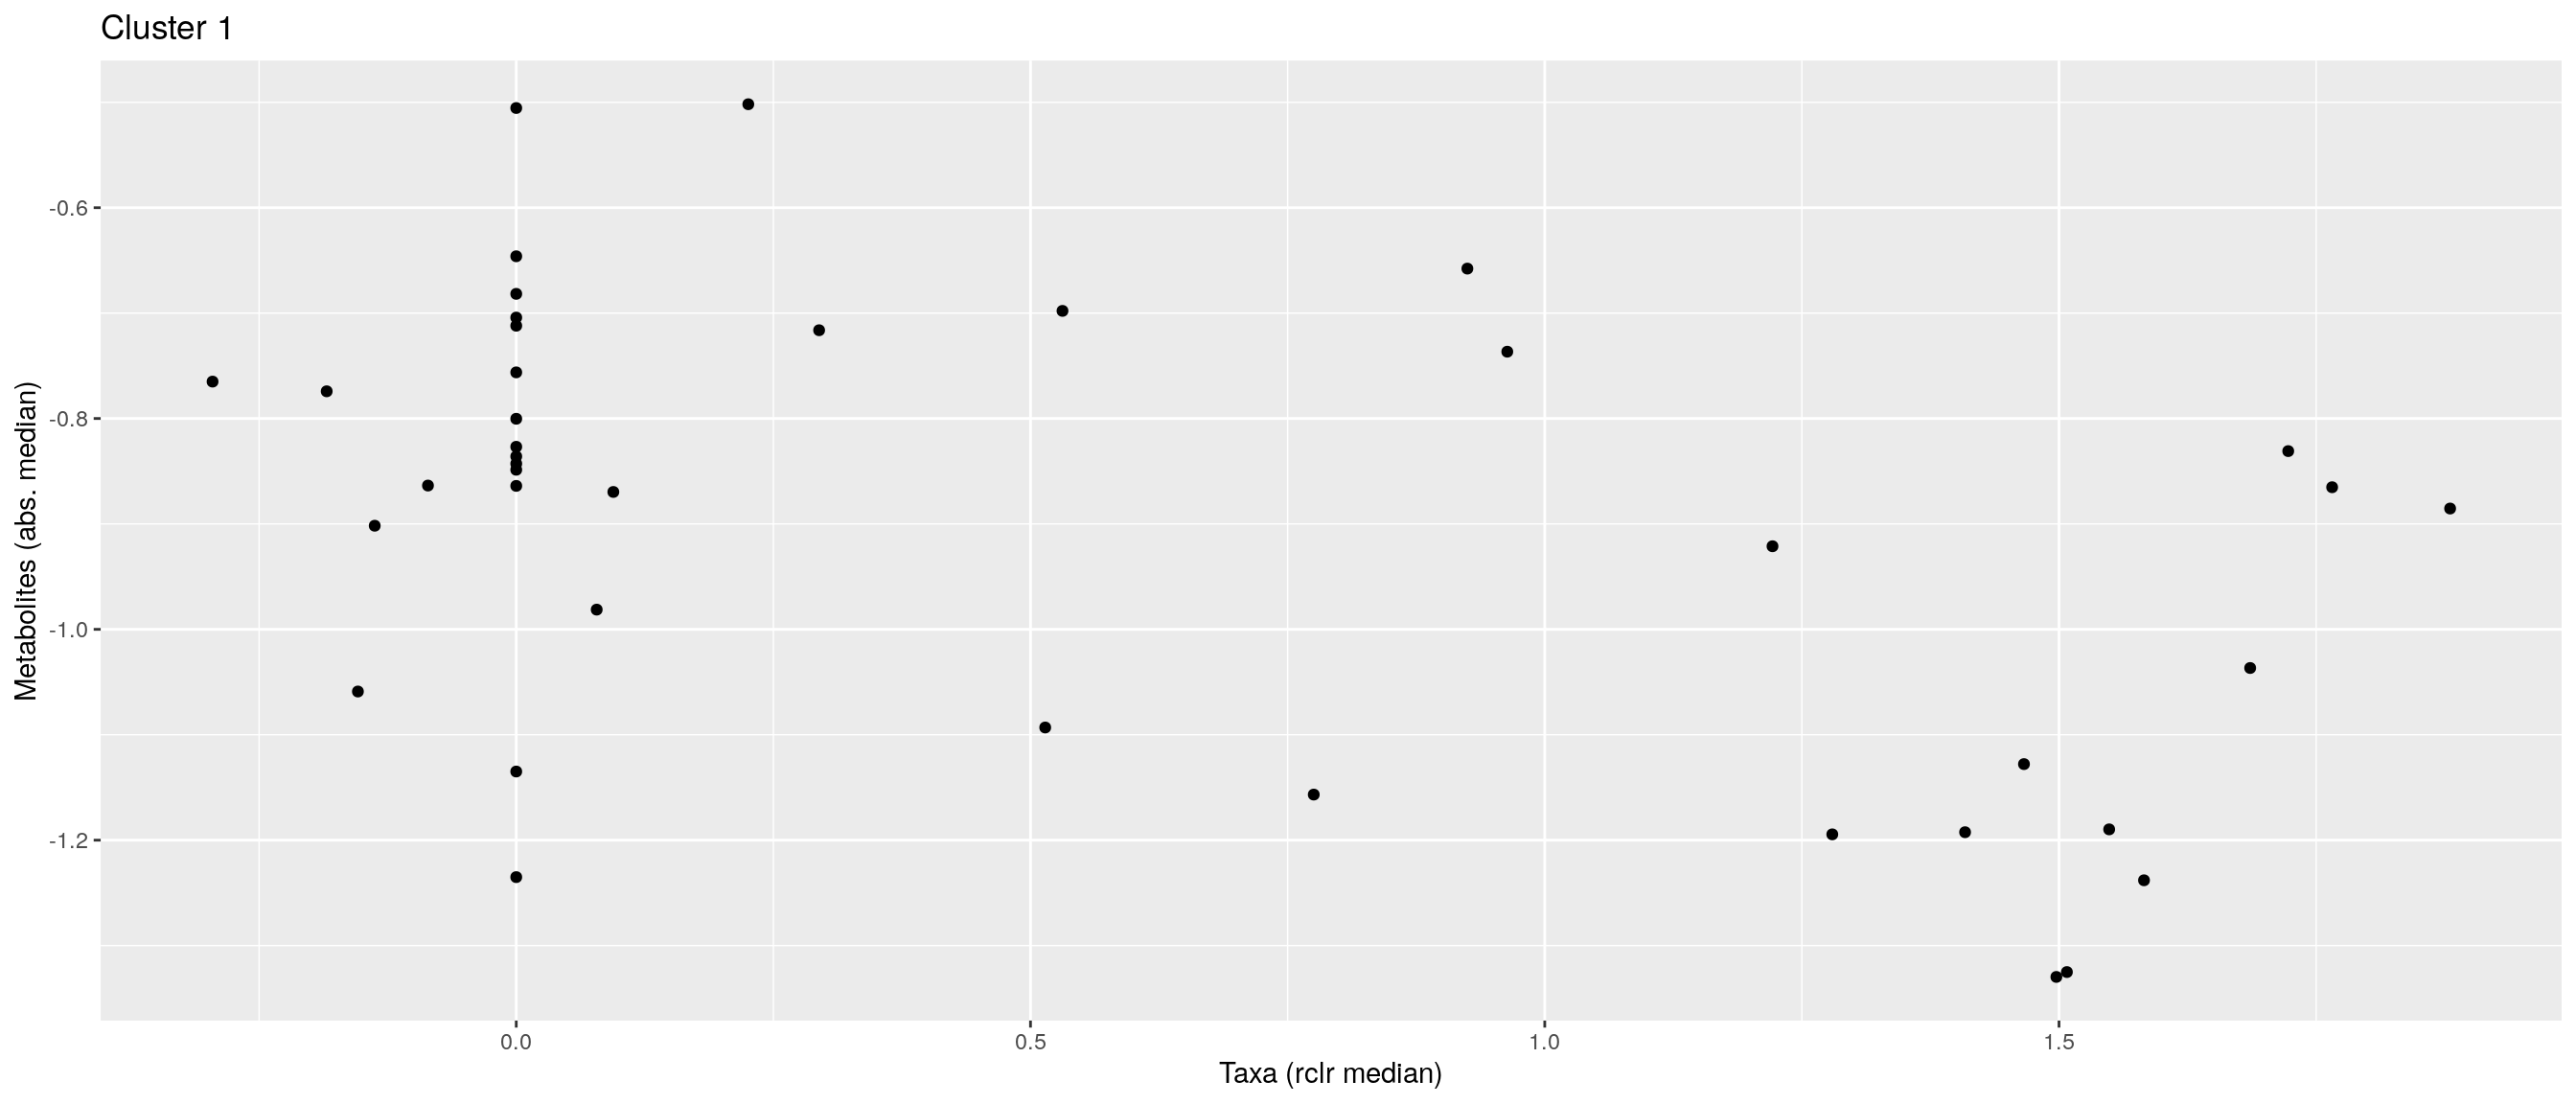 Cluster 1
Metabolites (abs. median)
-0.6
-0.8
-1.0
-1.2
0.0 0.5 1.0 1.5
Taxa (rclr median)